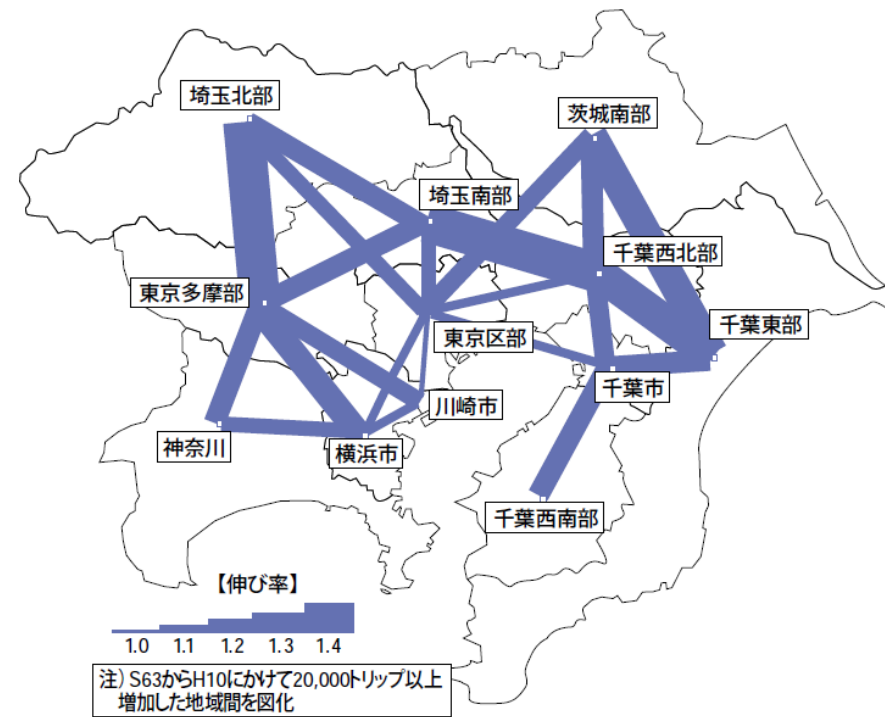 埼玉北部
茨城南部
埼玉南部
千葉西北部
東京多摩部
千葉東部
東京区部
千葉市
川崎市
神奈川
横浜市
千葉西南部
【伸び率】
1.0 1.1 1.2 1.3 1.4
注）S63からH10にかけて20,000トリップ以上
増加した地域間を図化